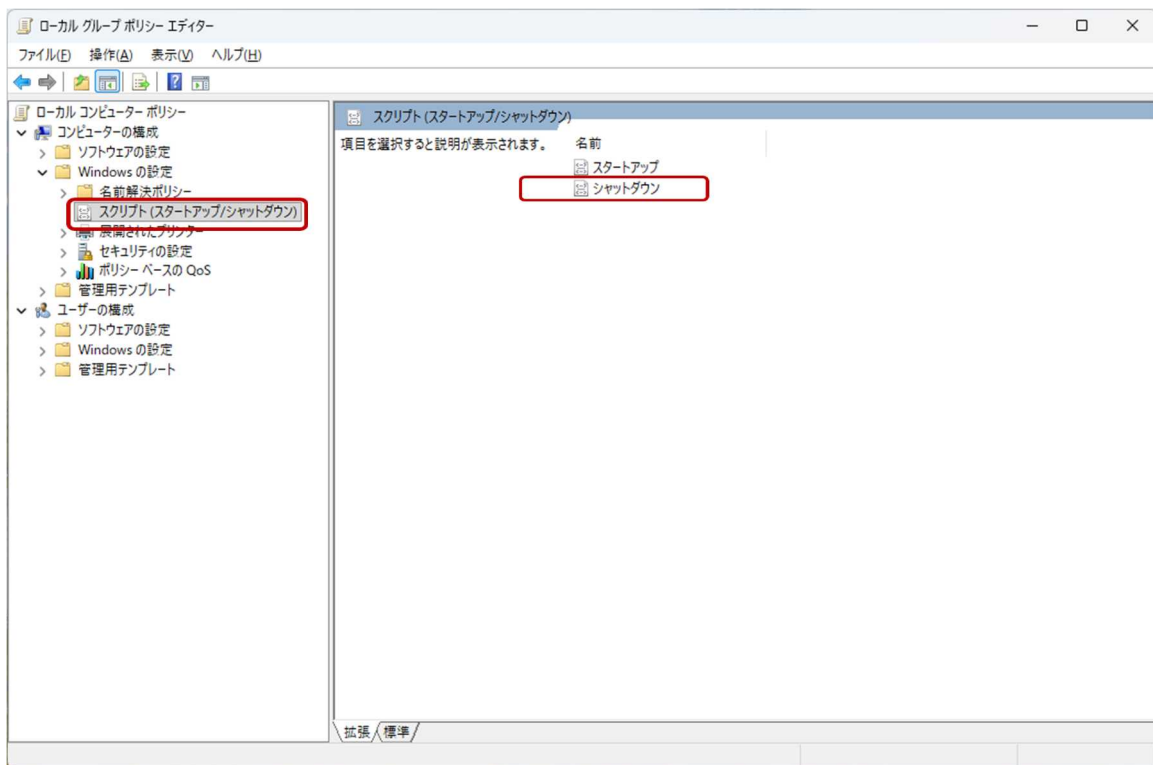 ローカル グループ ポリシー エディター
ファイル(F) 操作(A) 表示(V) ヘルプ(H)
ローカル コンピューター ポリシー
コンピューターの構成
ソフトウェアの設定
Windows の設定
名前解決ポリシー
スクリプト (スタートアップ/シャットダウン)
展開されたプリンター
セキュリティの設定
ポリシー ベースの QoS
管理用テンプレート
ユーザーの構成
ソフトウェアの設定
Windows の設定
管理用テンプレート
スクリプト (スタートアップ/シャットダウン)
項目を選択すると説明が表示されます。
名前
スタートアップ
シャットダウン
拡張 標準